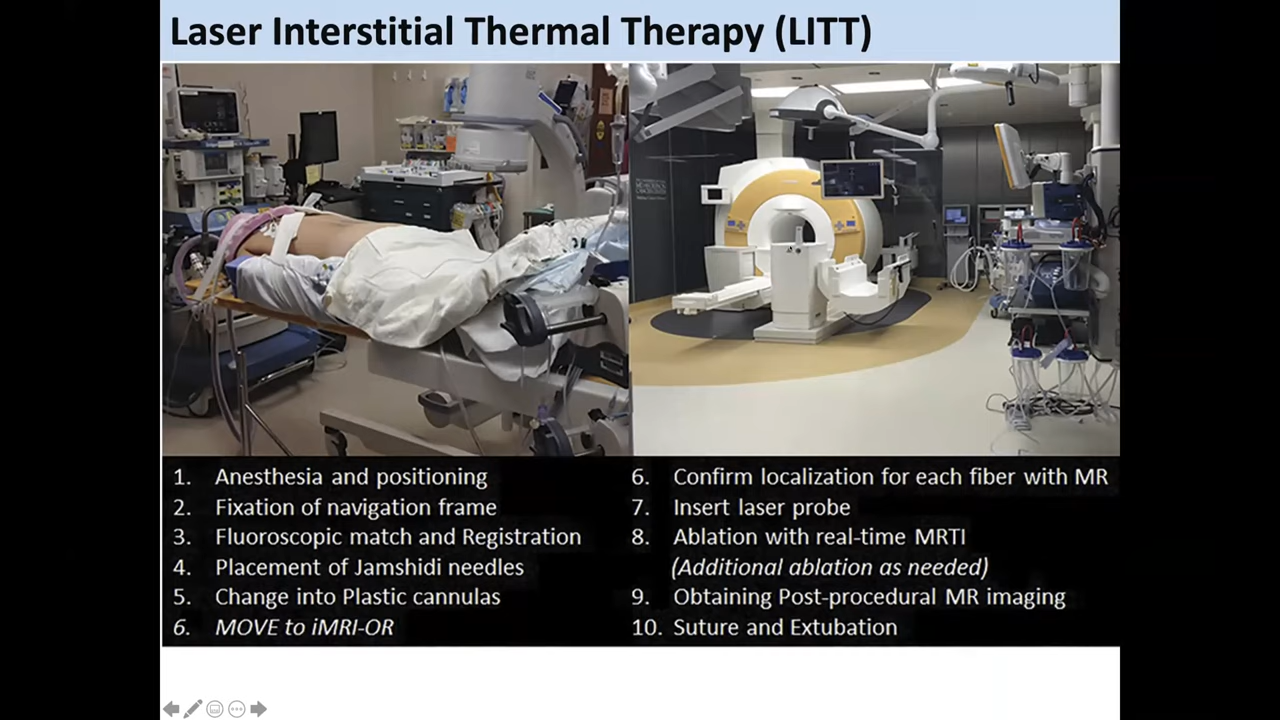 Laser Interstitial Thermal Therapy (LITT)
1. Anesthesia and positioning
2. Fixation of navigation frame
3. Fluoroscopic match and Registration
4. Placement of Jamshidi needles
5. Change into Plastic cannulas
6. MOVE to iMRI-OR
6. Confirm localization for each fiber with MR
7. Insert laser probe
8. Ablation with real-time MRTI
(Additional ablation as needed)
9. Obtaining Post-procedural MR imaging
10. Suture and Extubation